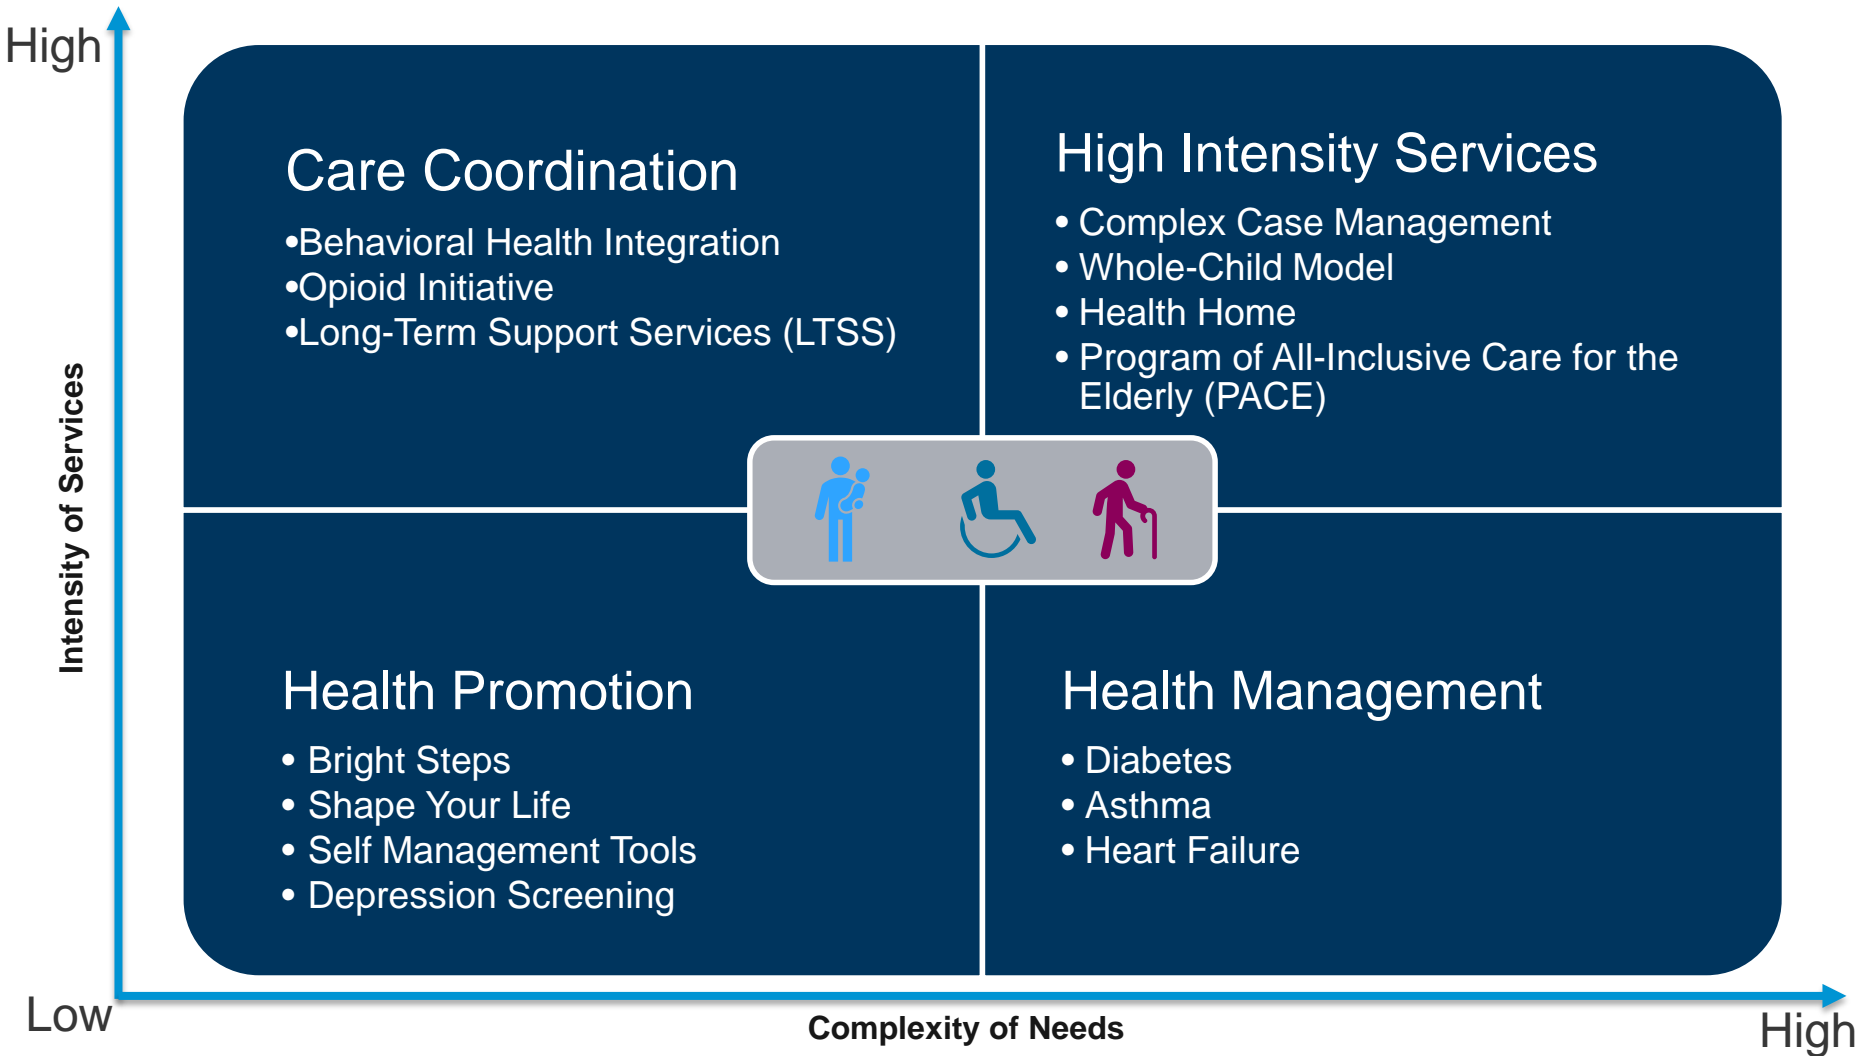 High
Care Coordination
•Behavioral Health Integration
•Opioid Initiative
•Long-Term Support Services (LTSS)
High Intensity Services
• Complex Case Management
• Whole-Child Model
• Health Home
• Program of All-Inclusive Care for the
Elderly (PACE)
Intensity of Services
Health Promotion
• Bright Steps
• Shape Your Life
• Self Management Tools
• Depression Screening
Health Management
• Diabetes
• Asthma
• Heart Failure
Low
Complexity of Needs
High